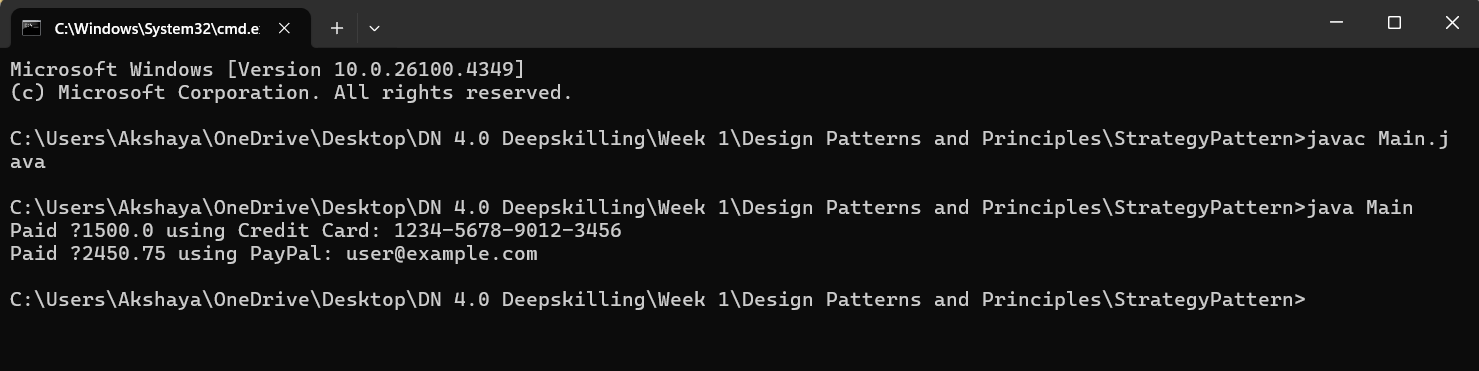 C:\Windows\System32\cmd.e
Microsoft Windows [Version 10.0.26100.4349]
(c) Microsoft Corporation. All rights reserved.
C:\Users\Akshaya\OneDrive\Desktop\DN 4.0 Deepskilling\Week 1\Design Patterns and Principles\StrategyPattern>javac Main.j
ava
C:\Users\Akshaya\OneDrive\Desktop\DN 4.0 Deepskilling\Week 1\Design Patterns and Principles\StrategyPattern>java Main
Paid ?1500.0 using Credit Card: 1234-5678-9012-3456
Paid ?2450.75 using PayPal: user@example.com
C:\Users\Akshaya\OneDrive\Desktop\DN 4.0 Deepskilling\Week 1\Design Patterns and Principles\StrategyPattern>